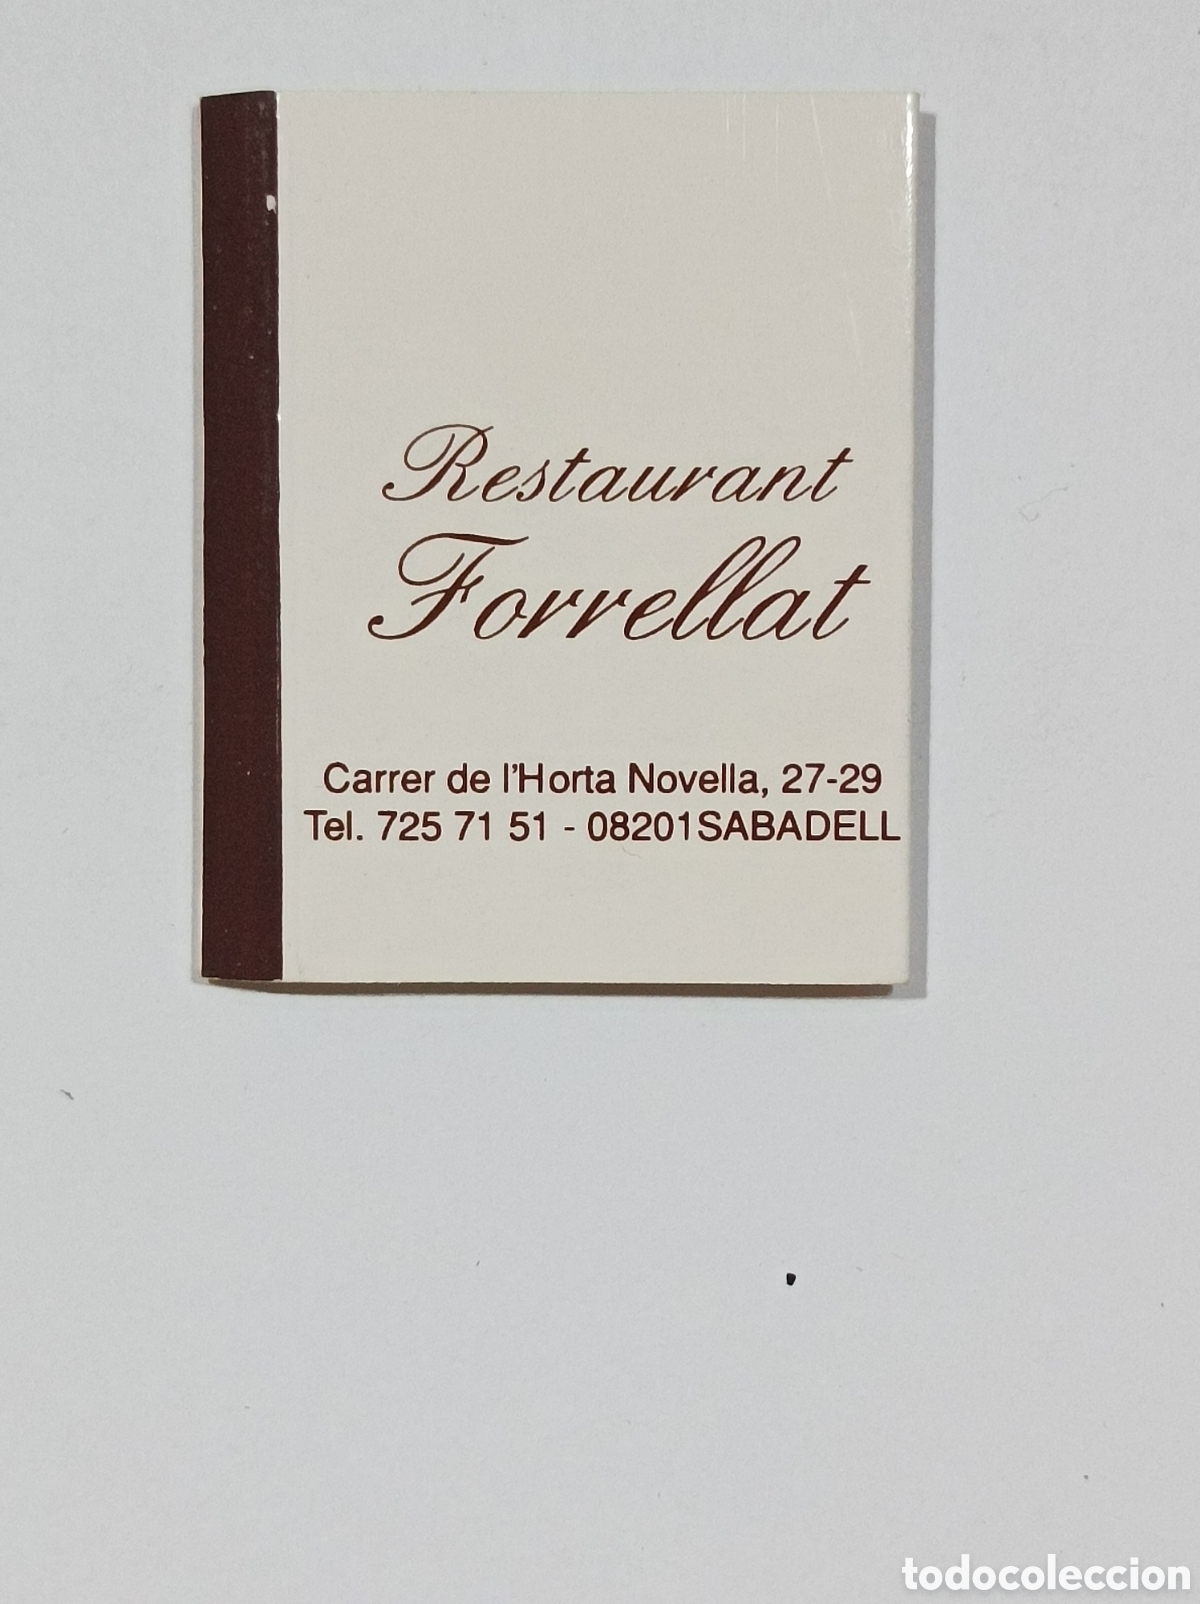 Restaurant
Forrellat
Carrer de l'Horta Novella, 27-29
Tel. 725 71 51 - 08201SABADELL
todocoleccion